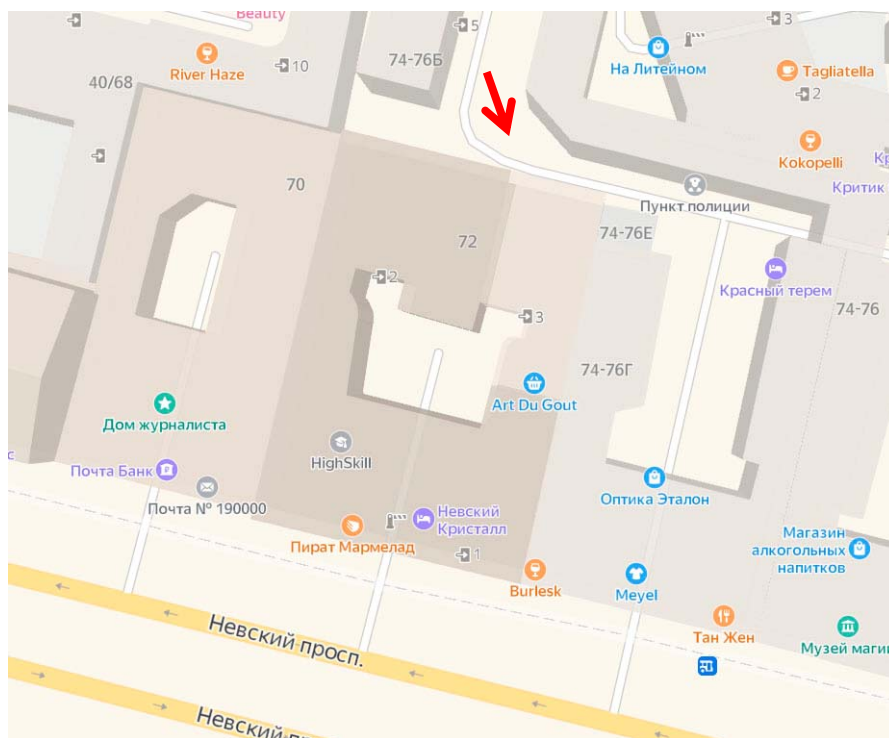 Beauty
5
3
River Haze
10
74-76Б
На Литейном
Tagliatella
2
40/68
Kokopelli
Критик
70
Пункт полиции
72
74-76Е
2
Красный терем
74-76
3
74-76Г
Art Du Gout
Дом журналиста
HighSkill
Почта Банк
Почта № 190000
Оптика Эталон
Невский
Кристалл
Пират Мармелад
1
Магазин
алкогольных
напитков
Burlesk
Meyel
Невский просп.
Тан Жен
Музей маги
Невский п